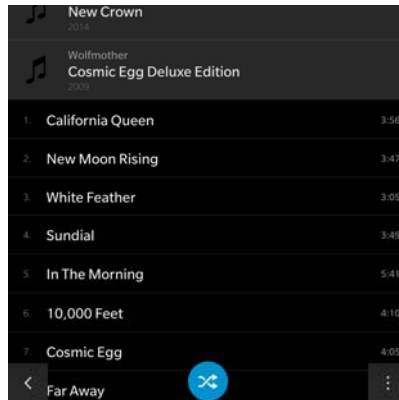 New Crown
2014
Wolfmother
Cosmic Egg Deluxe Edition
2009
1. California Queen 3:56
2. New Moon Rising 3:47
3. White Feather 3:05
4. Sundial 3:49
5. In The Morning 5:41
6. 10,000 Feet 4:10
7. Cosmic Egg 4:05
Far Away